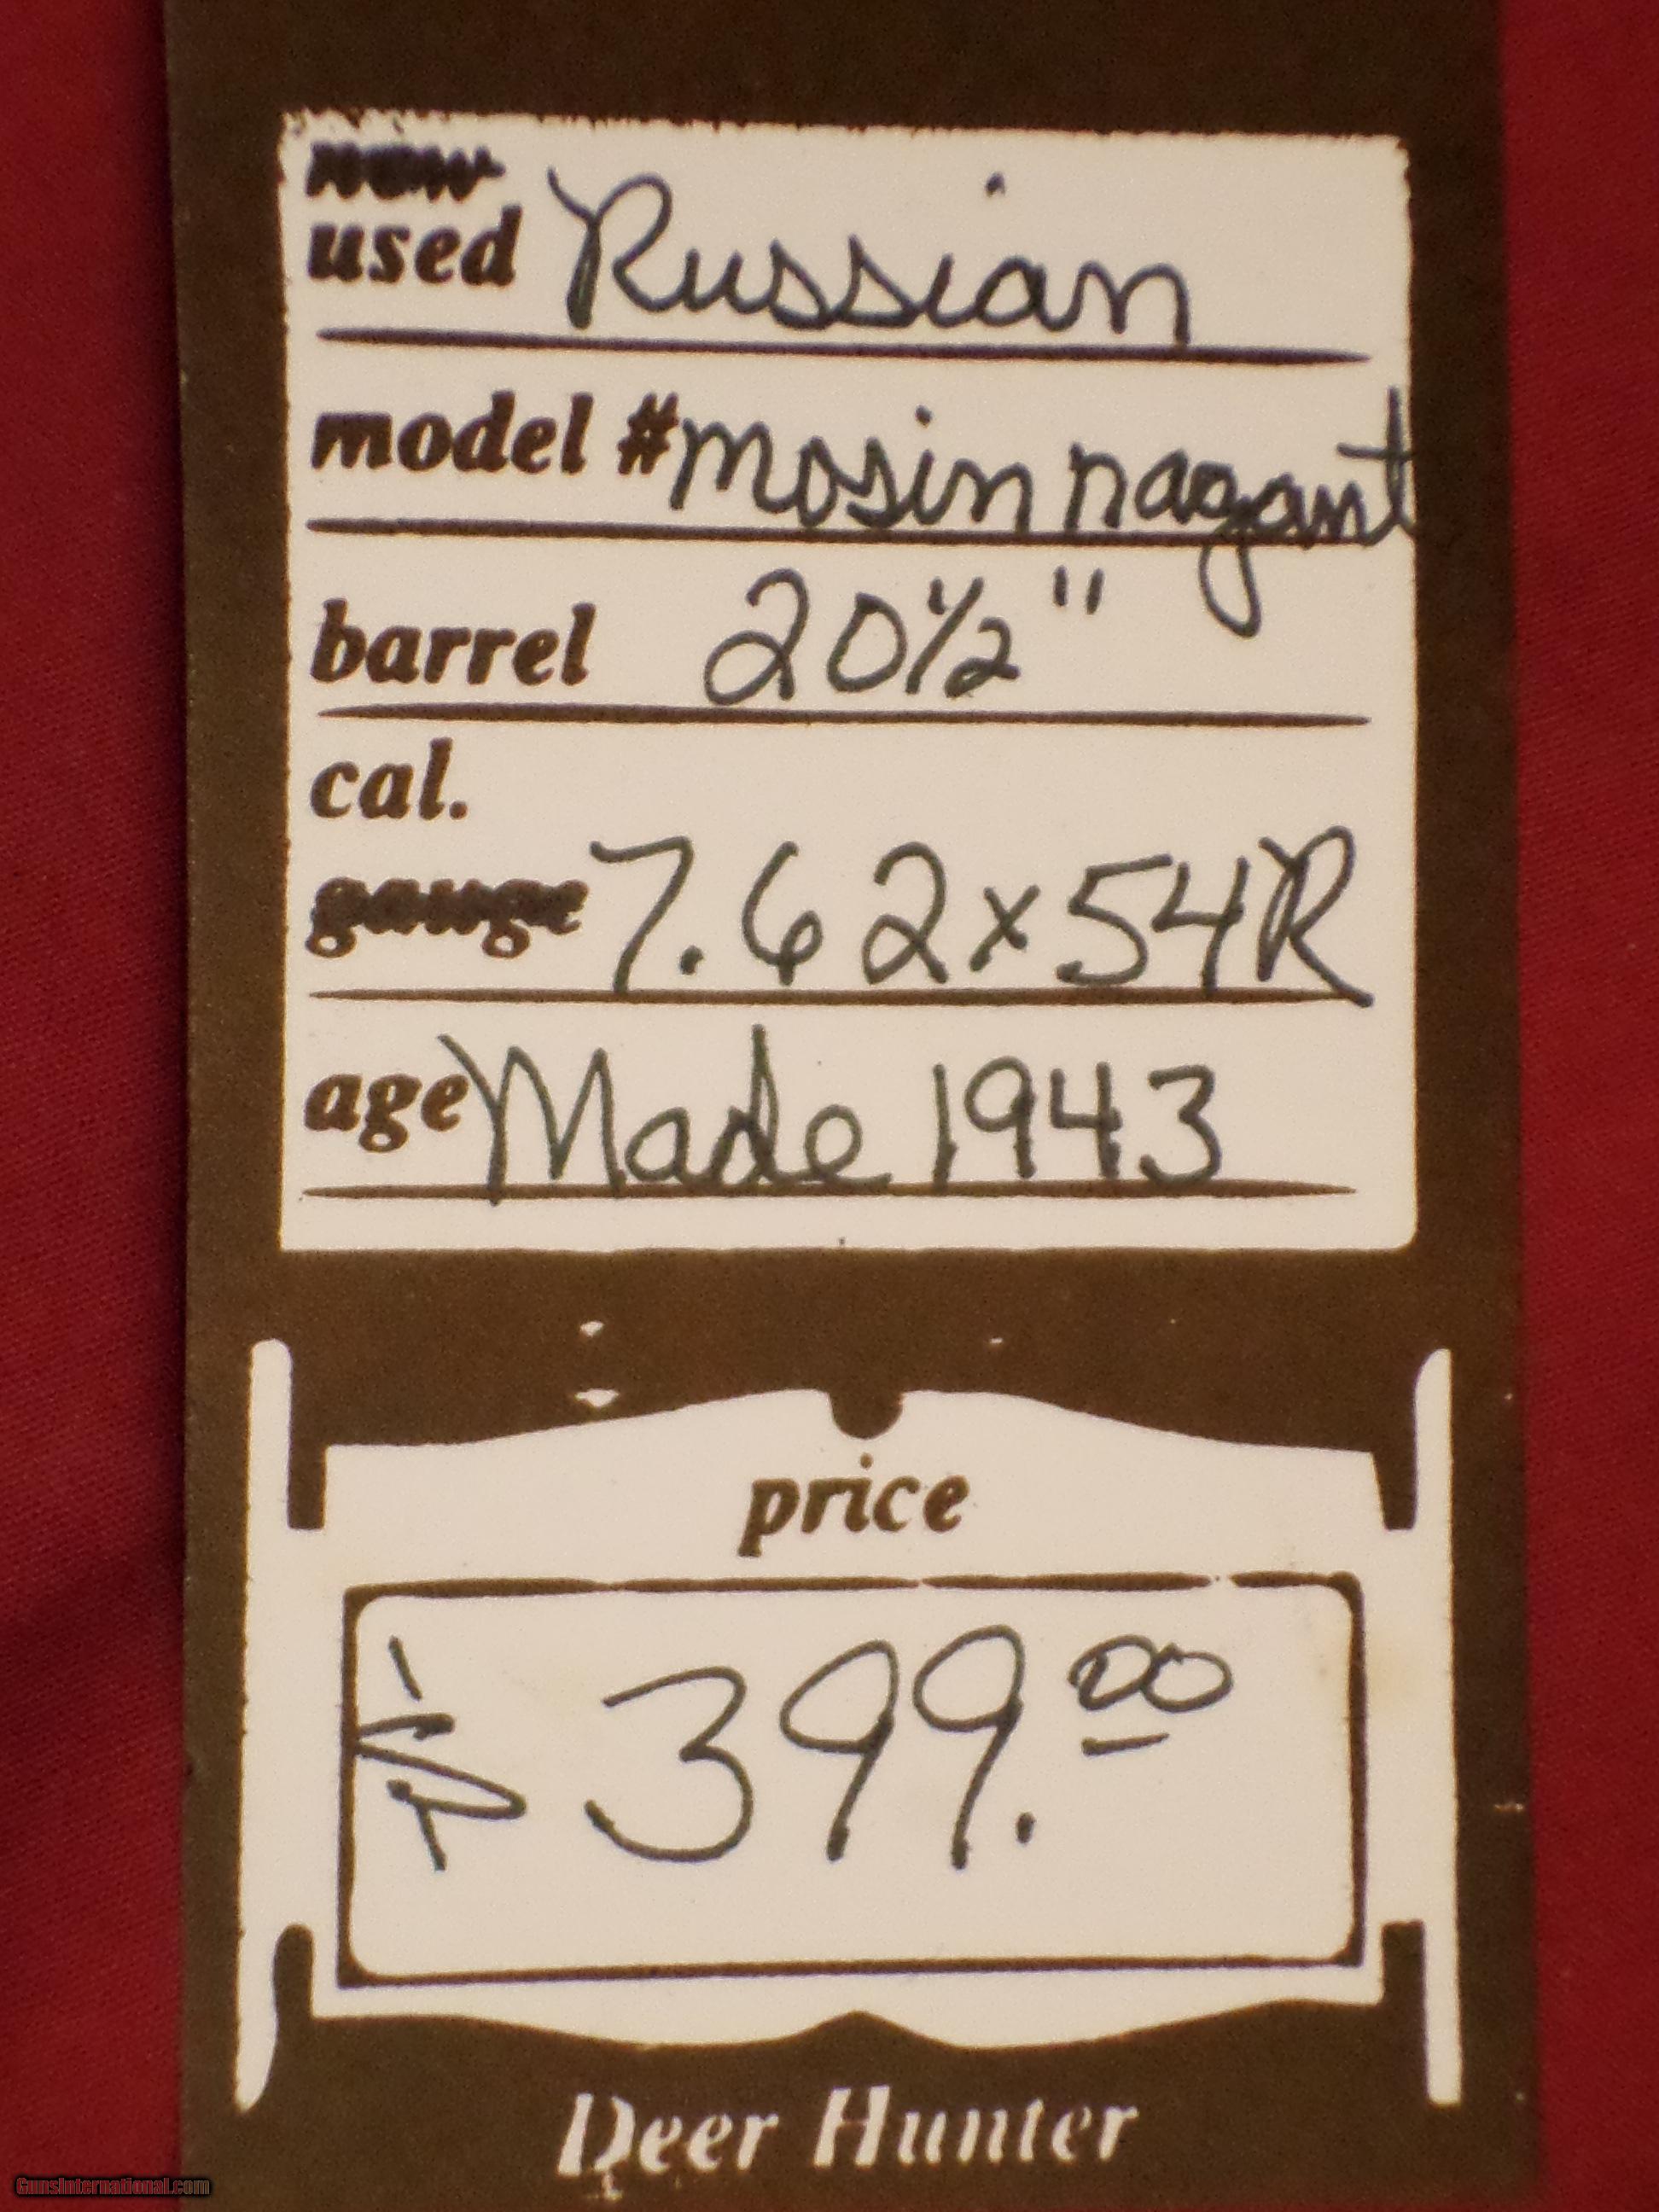 new
used Russian
model # mosin nagant
barrel 20½"
cal.
gauge 7.62x54R
age Made 1943
price
$399.00
Deer Hunter
GunsInternational.com